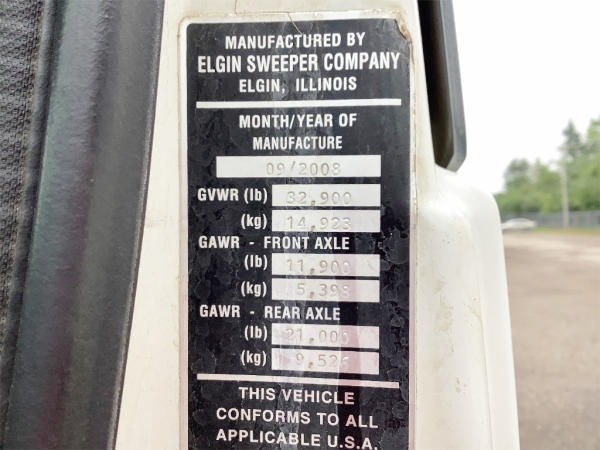 MANUFACTURED BY
ELGIN SWEEPER COMPANY
ELGIN, ILLINOIS
MONTH/YEAR OF
MANUFACTURE
09/2008
GVWR (lb) 32,900
(kg) 14,923
GAWR - FRONT AXLE
(lb) 11,900
(kg) 5,398
GAWR - REAR AXLE
(lb) 21,000
(kg) 9,526
THIS VEHICLE
CONFORMS TO ALL
APPLICABLE U.S.A.